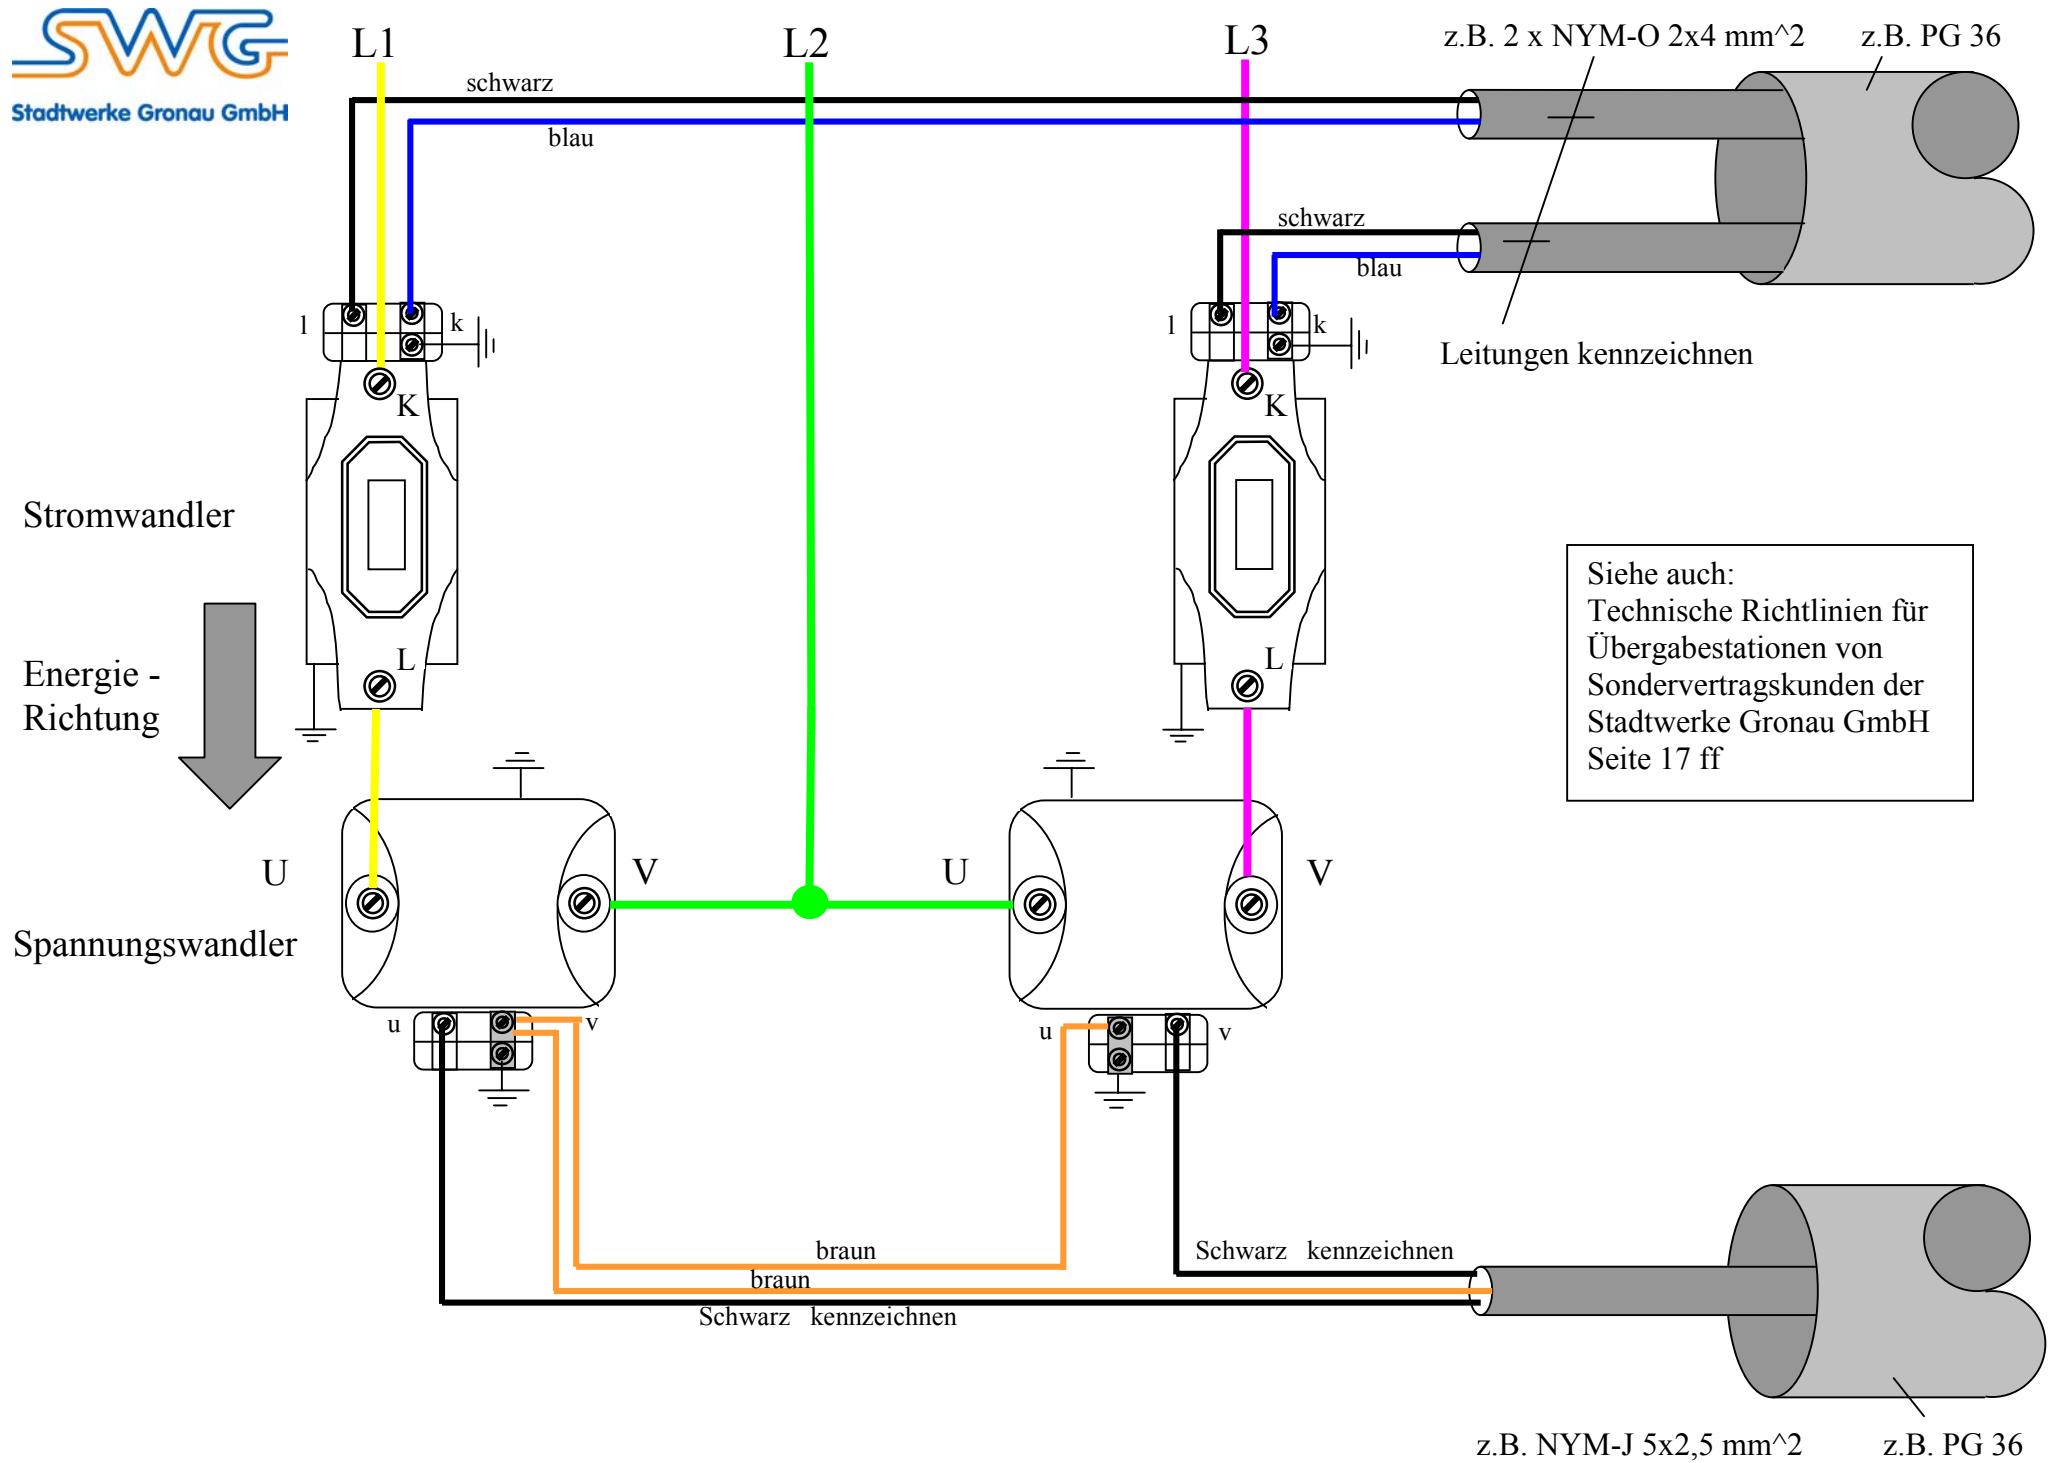 SWG
Stadtwerke Gronau GmbH
L1
L2
L3
z.B. 2 x NYM-O 2x4 mm^2
z.B. PG 36
schwarz
blau
schwarz
blau
l
k
l
k
Leitungen kennzeichnen
K
K
Stromwandler
Siehe auch:
Technische Richtlinien für
Übergabestationen von
Sondervertragskunden der
Stadtwerke Gronau GmbH
Seite 17 ff
L
L
Energie -
Richtung
U
V
U
V
Spannungswandler
u
v
u
v
braun
Schwarz kennzeichnen
braun
Schwarz kennzeichnen
z.B. NYM-J 5x2,5 mm^2
z.B. PG 36